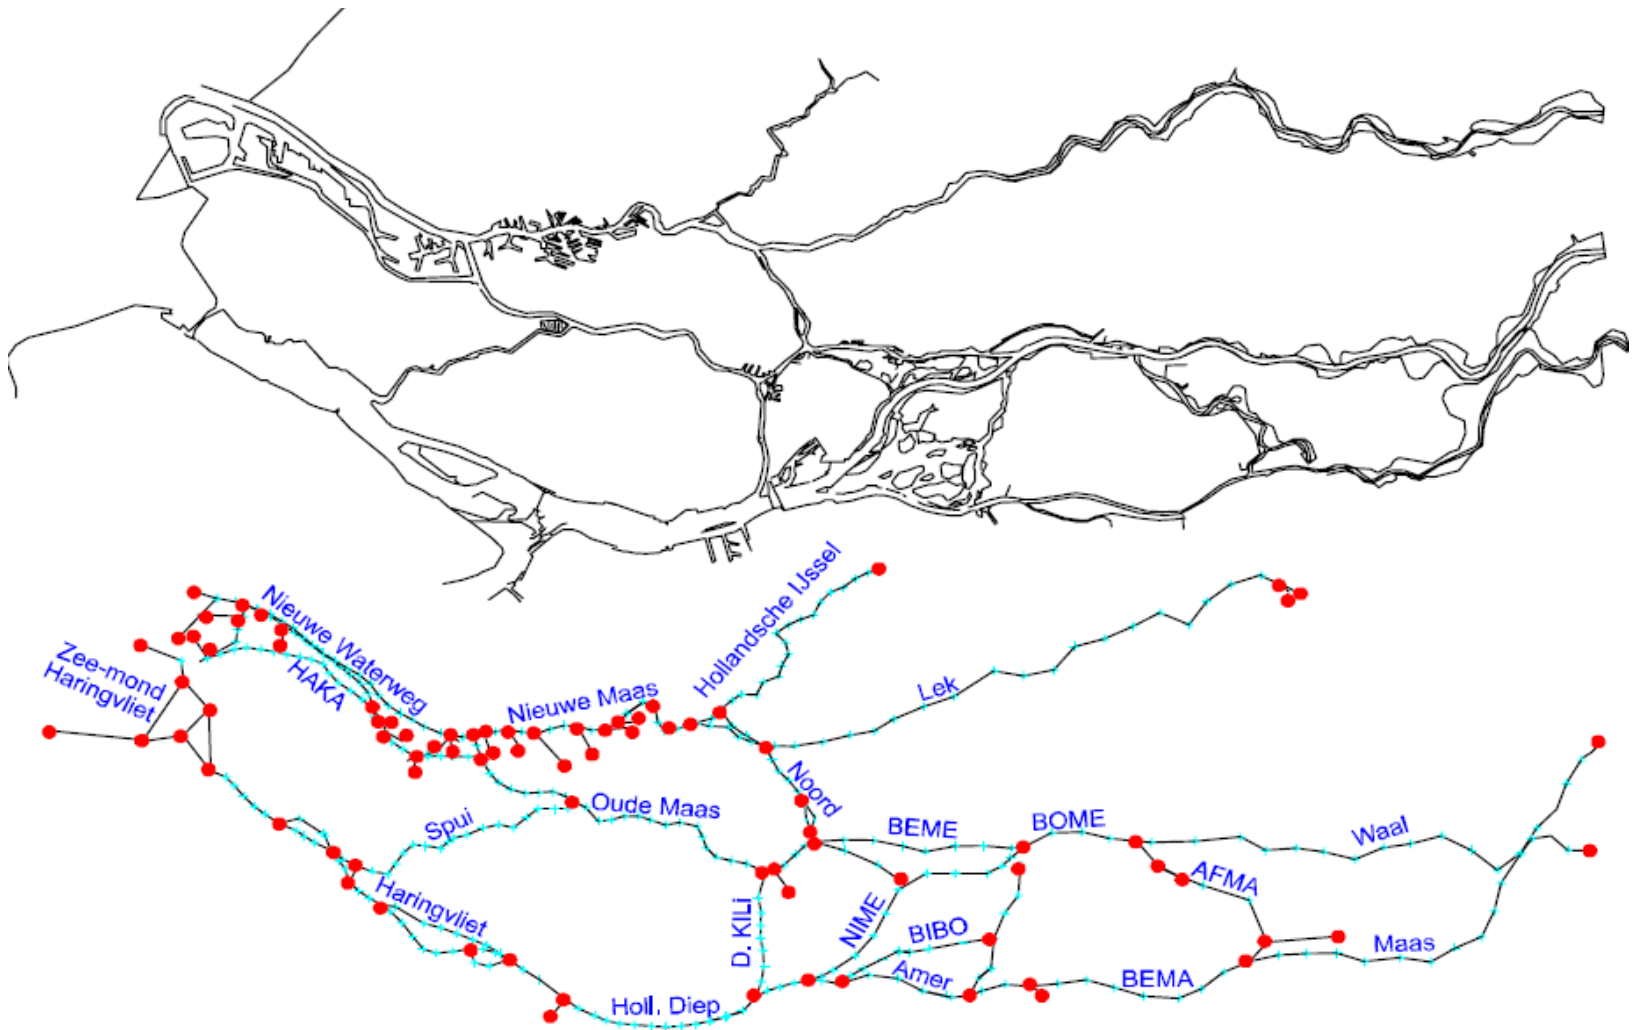 Hollandsche IJssel
Nieuwe Waterweg
Zee-mond
Haringvliet
HAKA
Nieuwe Maas
Lek
Noord
Oude Maas
Spui
BEME
BOME
Waal
AFMA
Haringvliet
D. KILi
NIME
BIBO
Amer
BEMA
Maas
Holl. Diep